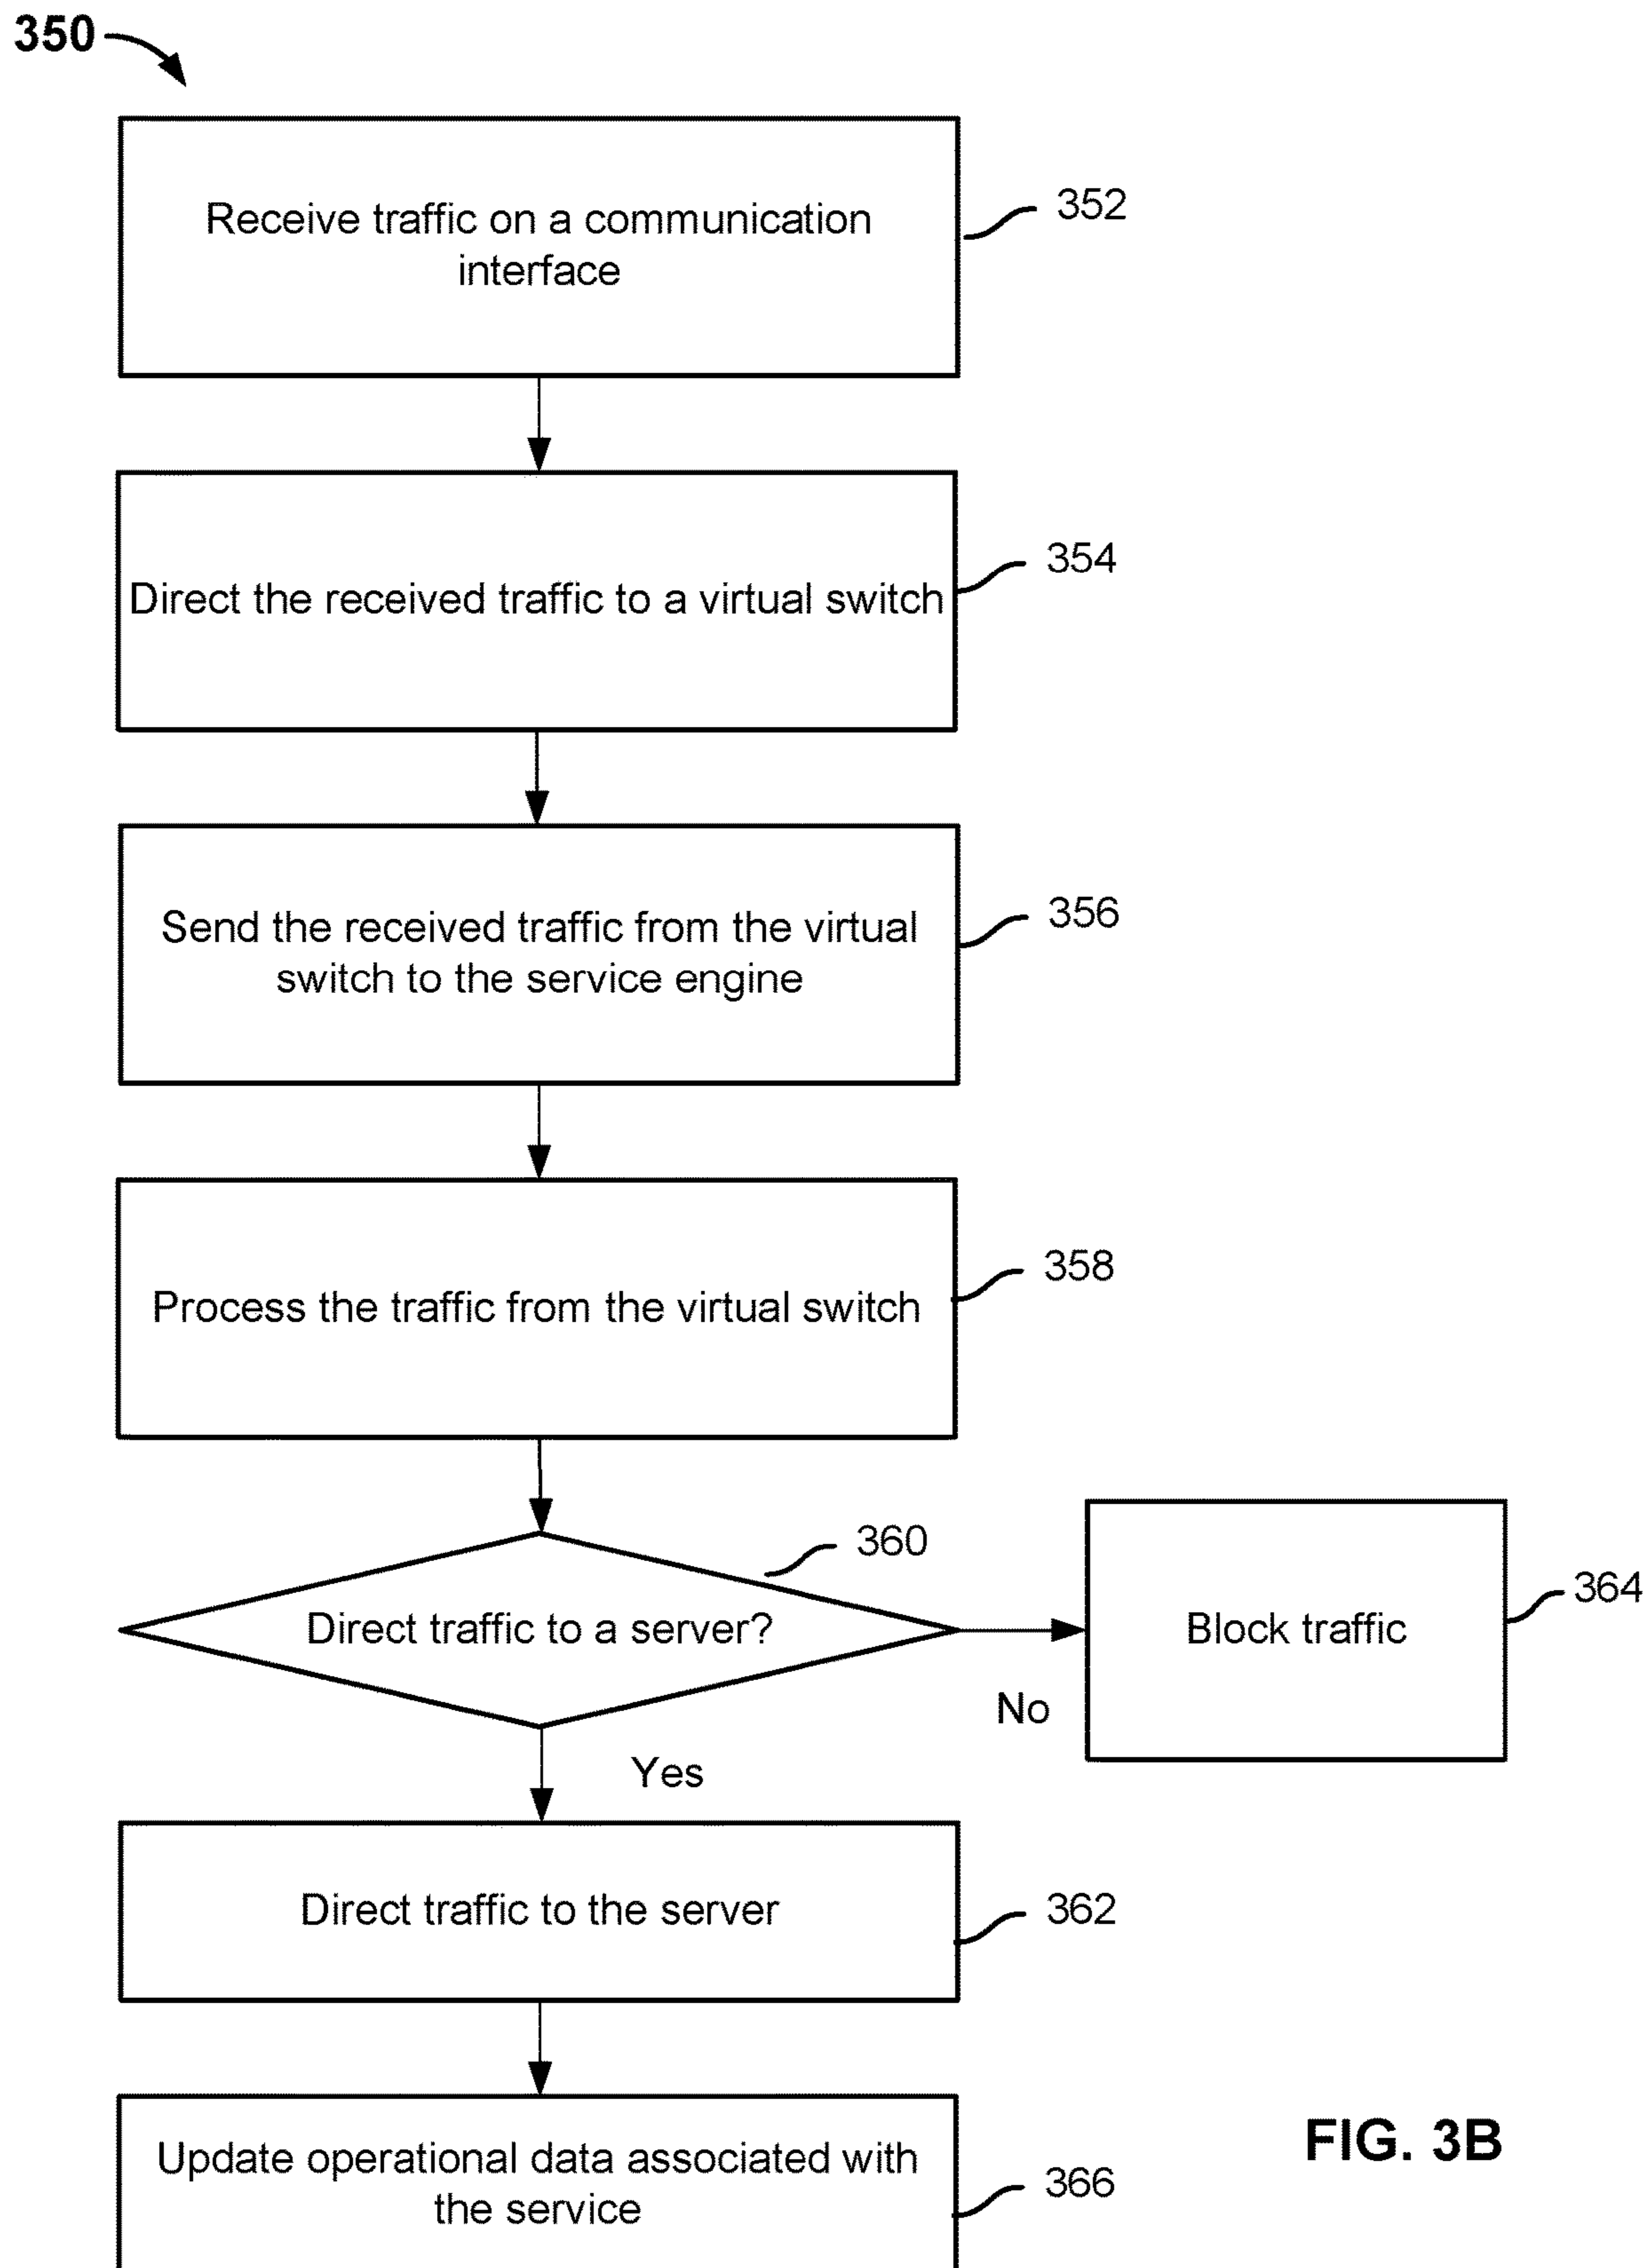 350
Receive traffic on a communication
interface
352
Direct the received traffic to a virtual switch
354
Send the received traffic from the virtual
switch to the service engine
356
Process the traffic from the virtual switch
358
Direct traffic to a server?
360
No
Block traffic
364
Yes
Direct traffic to the server
362
Update operational data associated with
the service
366
FIG. 3B